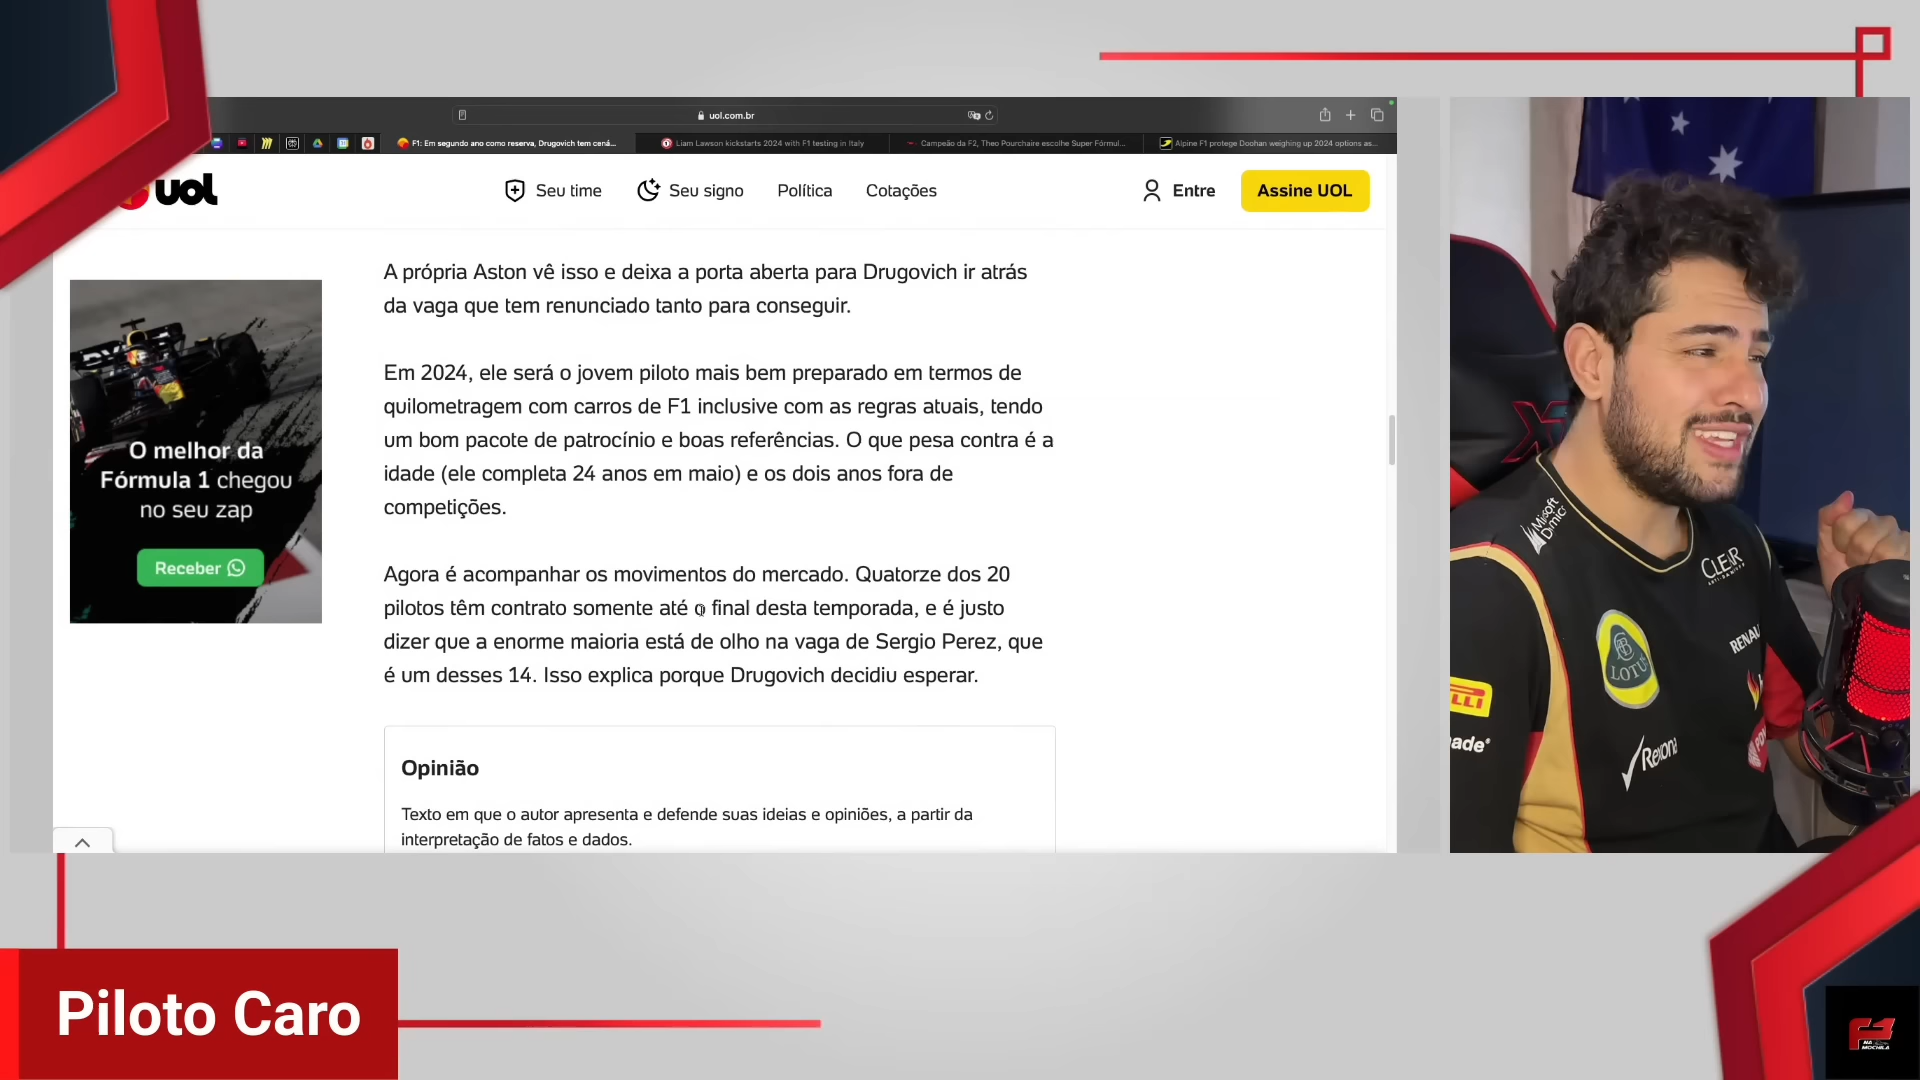 uol.com.br
F1: Em segundo ano como reserva, Drugovich tem cená...
Liam Lawson kickstarts 2024 with F1 testing in Italy
Campeão da F2, Theo Pourchaire escolhe Super Fórmul...
Alpine F1 protege Doohan weighing up 2024 options as...
uol
Seu time
Seu signo
Política
Cotações
Entre
Assine UOL
A própria Aston vê isso e deixa a porta aberta para Drugovich ir atrás
da vaga que tem renunciado tanto para conseguir.
Em 2024, ele será o jovem piloto mais bem preparado em termos de
quilometragem com carros de F1 inclusive com as regras atuais, tendo
um bom pacote de patrocínio e boas referências. O que pesa contra é a
idade (ele completa 24 anos em maio) e os dois anos fora de
competições.
Agora é acompanhar os movimentos do mercado. Quatorze dos 20
pilotos têm contrato somente até o final desta temporada, e é justo
dizer que a enorme maioria está de olho na vaga de Sergio Perez, que
é um desses 14. Isso explica porque Drugovich decidiu esperar.
Opinião
Texto em que o autor apresenta e defende suas ideias e opiniões, a partir da
interpretação de fatos e dados.
O melhor da
Fórmula 1 chegou
no seu zap
Receber
CLEAR
LOTUS
RENAU
Rexona
ade
Piloto Caro
F1
NA
MOCHILA